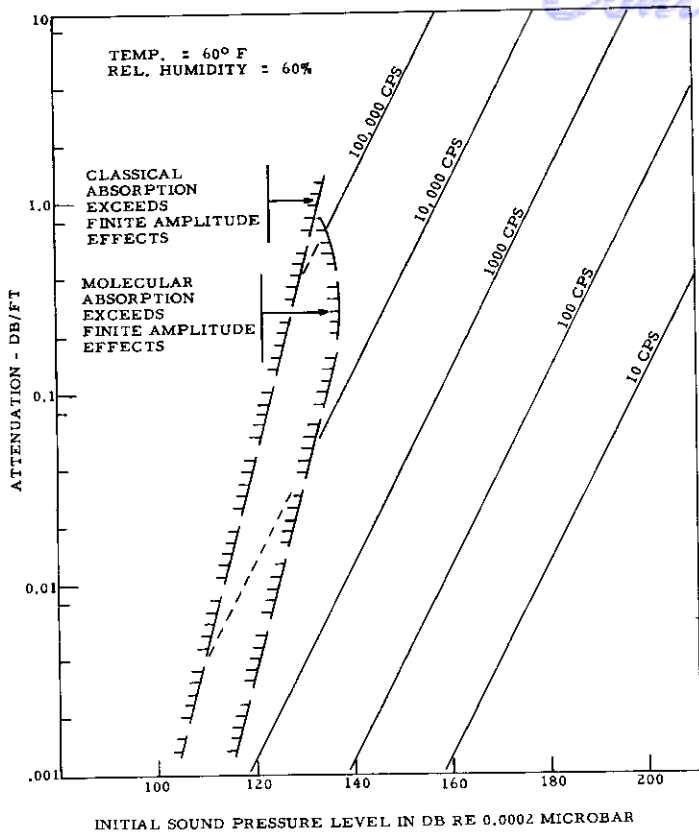 10
TEMP. = 60° F
REL. HUMIDITY = 60%
100,000 CPS
10,000 CPS
1000 CPS
100 CPS
10 CPS
CLASSICAL
ABSORPTION
EXCEEDS
FINITE AMPLITUDE
EFFECTS
1.0
MOLECULAR
ABSORPTION
EXCEEDS
FINITE AMPLITUDE
EFFECTS
ATTENUATION - DB/FT
0.1
0.01
.001
100
120
140
160
180
200
INITIAL SOUND PRESSURE LEVEL IN DB RE 0.0002 MICROBAR